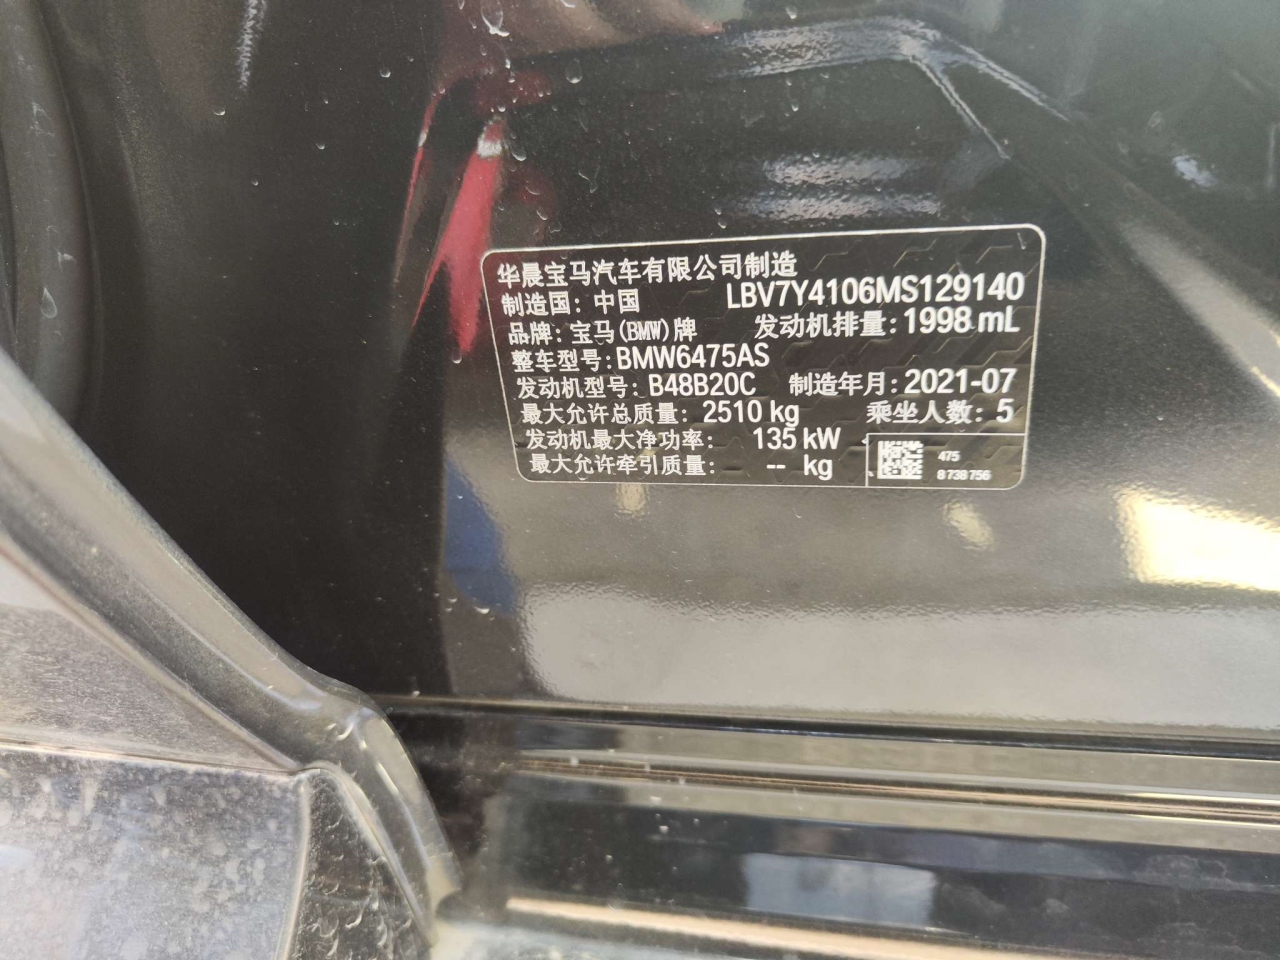 华晨宝马汽车有限公司制造
制造国: 中国 LBV7Y4106MS129140
品牌: 宝马(BMW)牌 发动机排量: 1998 mL
整车型号: BMW6475AS
发动机型号: B48B20C 制造年月: 2021-07
最大允许总质量: 2510 kg 乘坐人数: 5
发动机最大净功率: 135 kW
最大允许牵引质量: -- kg
475
8 738 756